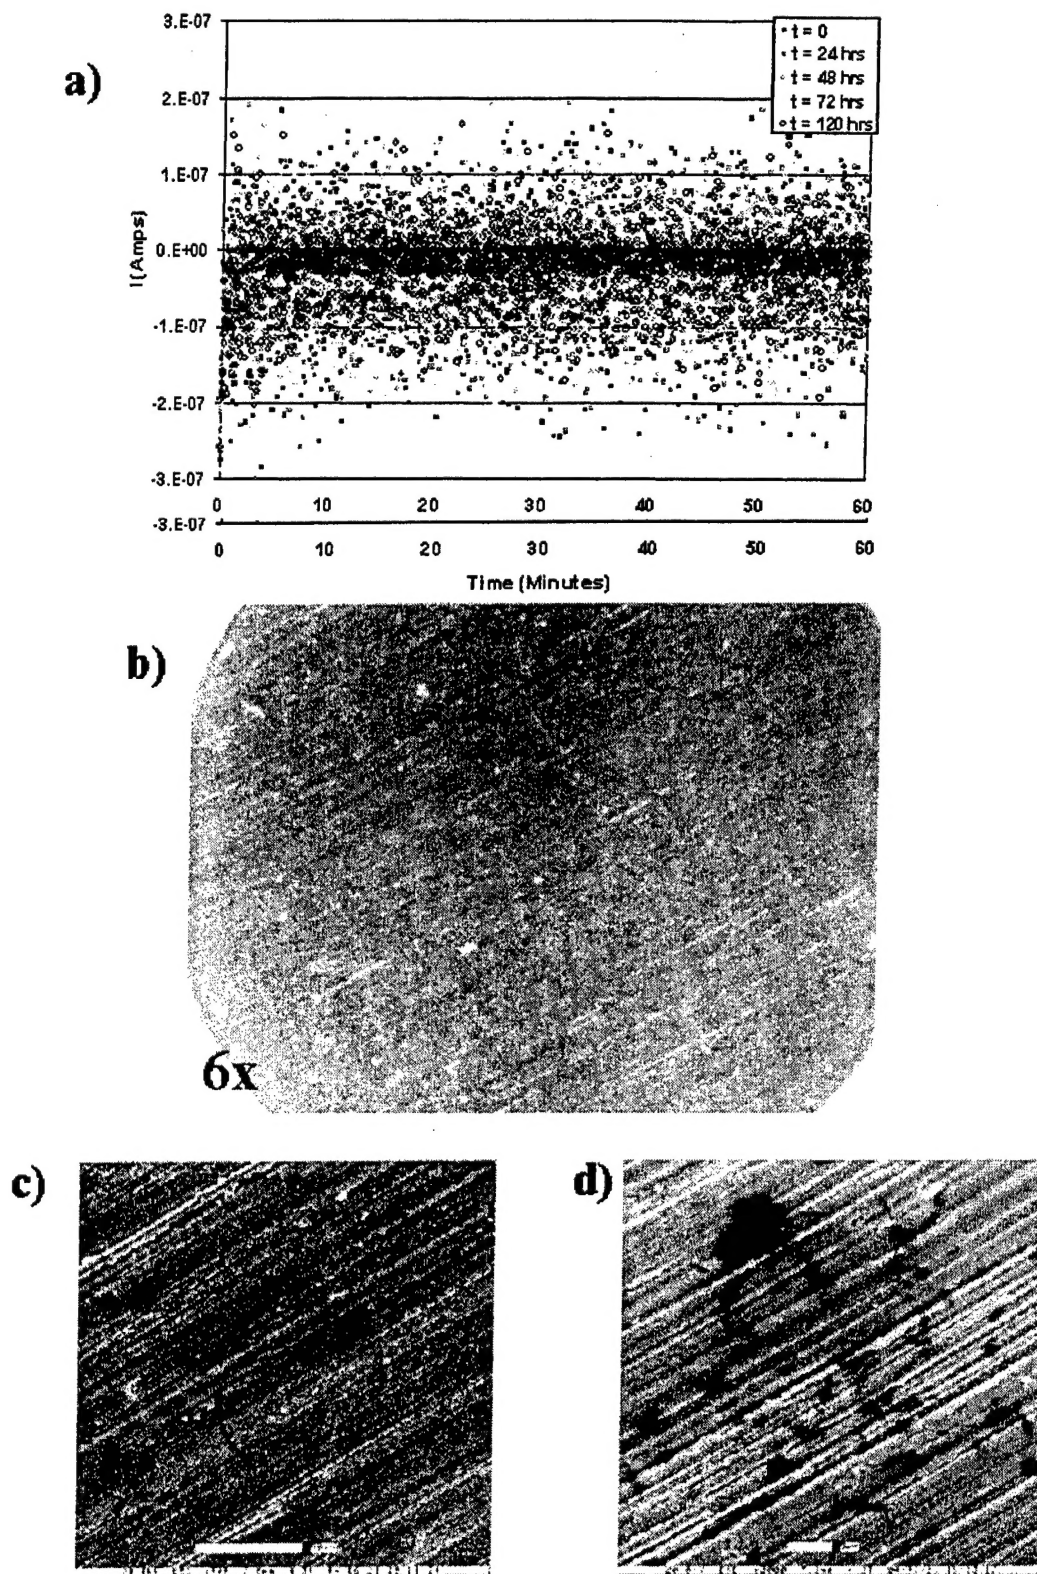 a)
3.E-07
2.E-07
1.E-07
0.E+00
-1.E-07
-2.E-07
-3.E-07
-3.E-07
I (Amps)
t = 0
t = 24 hrs
t = 48 hrs
t = 72 hrs
t = 120 hrs
0 10 20 30 40 50 60
0 10 20 30 40 50 60
Time (Minutes)
b)
6x
c)
d)